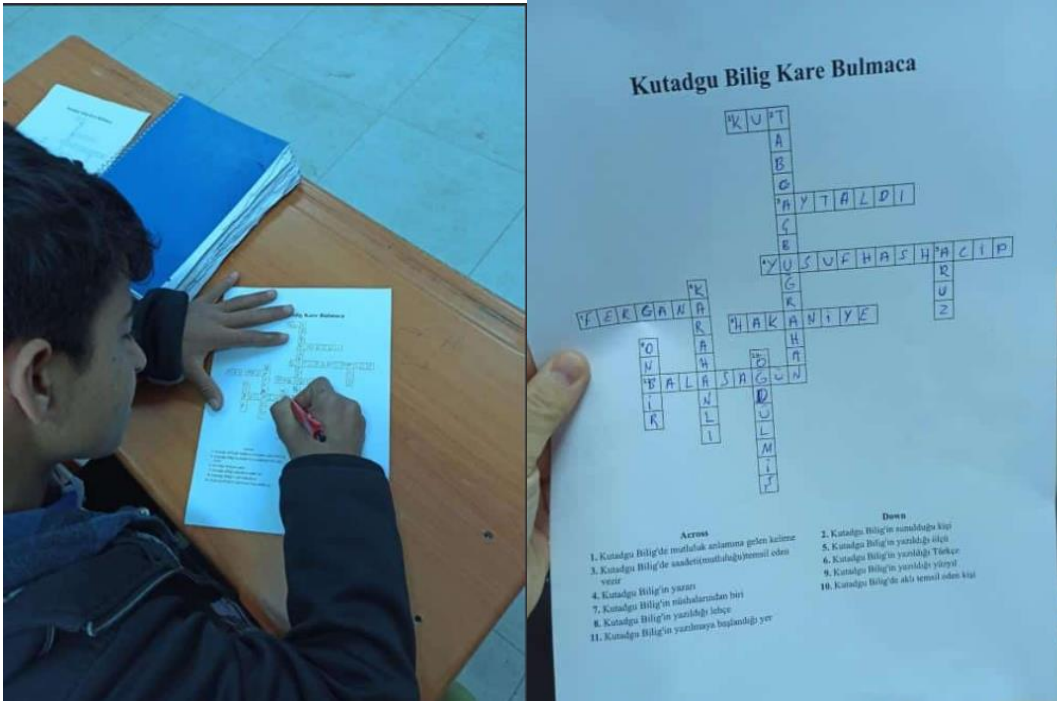 Kutadgu Bilig Kare Bulmaca
KUT
TABGAÇBUGRAHAN
AYTALDI
YUSUFHASHACIP
ARUZ
KARAHANLI
FERGANA
HAKANİYE
ONBİR
BALASAGUN
OGDÜLMİŞ
Across
1. Kutadgu Bilig'de mutluluk anlamına gelen kelime
3. Kutadgu Bilig'de saadeti(mutluluğu)temsil eden
vezir
4. Kutadgu Bilig'in yazarı
7. Kutadgu Bilig'in nüshalarından biri
8. Kutadgu Bilig'in yazıldığı lehçe
11. Kutadgu Bilig'in yazılmaya başlandığı yer
Down
2. Kutadgu Bilig'in sunulduğu kişi
5. Kutadgu Bilig'in yazıldığı ölçü
6. Kutadgu Bilig'in yazıldığı Türkçe
9. Kutadgu Bilig'in yazıldığı yüzyıl
10. Kutadgu Bilig'de aklı temsil eden kişi